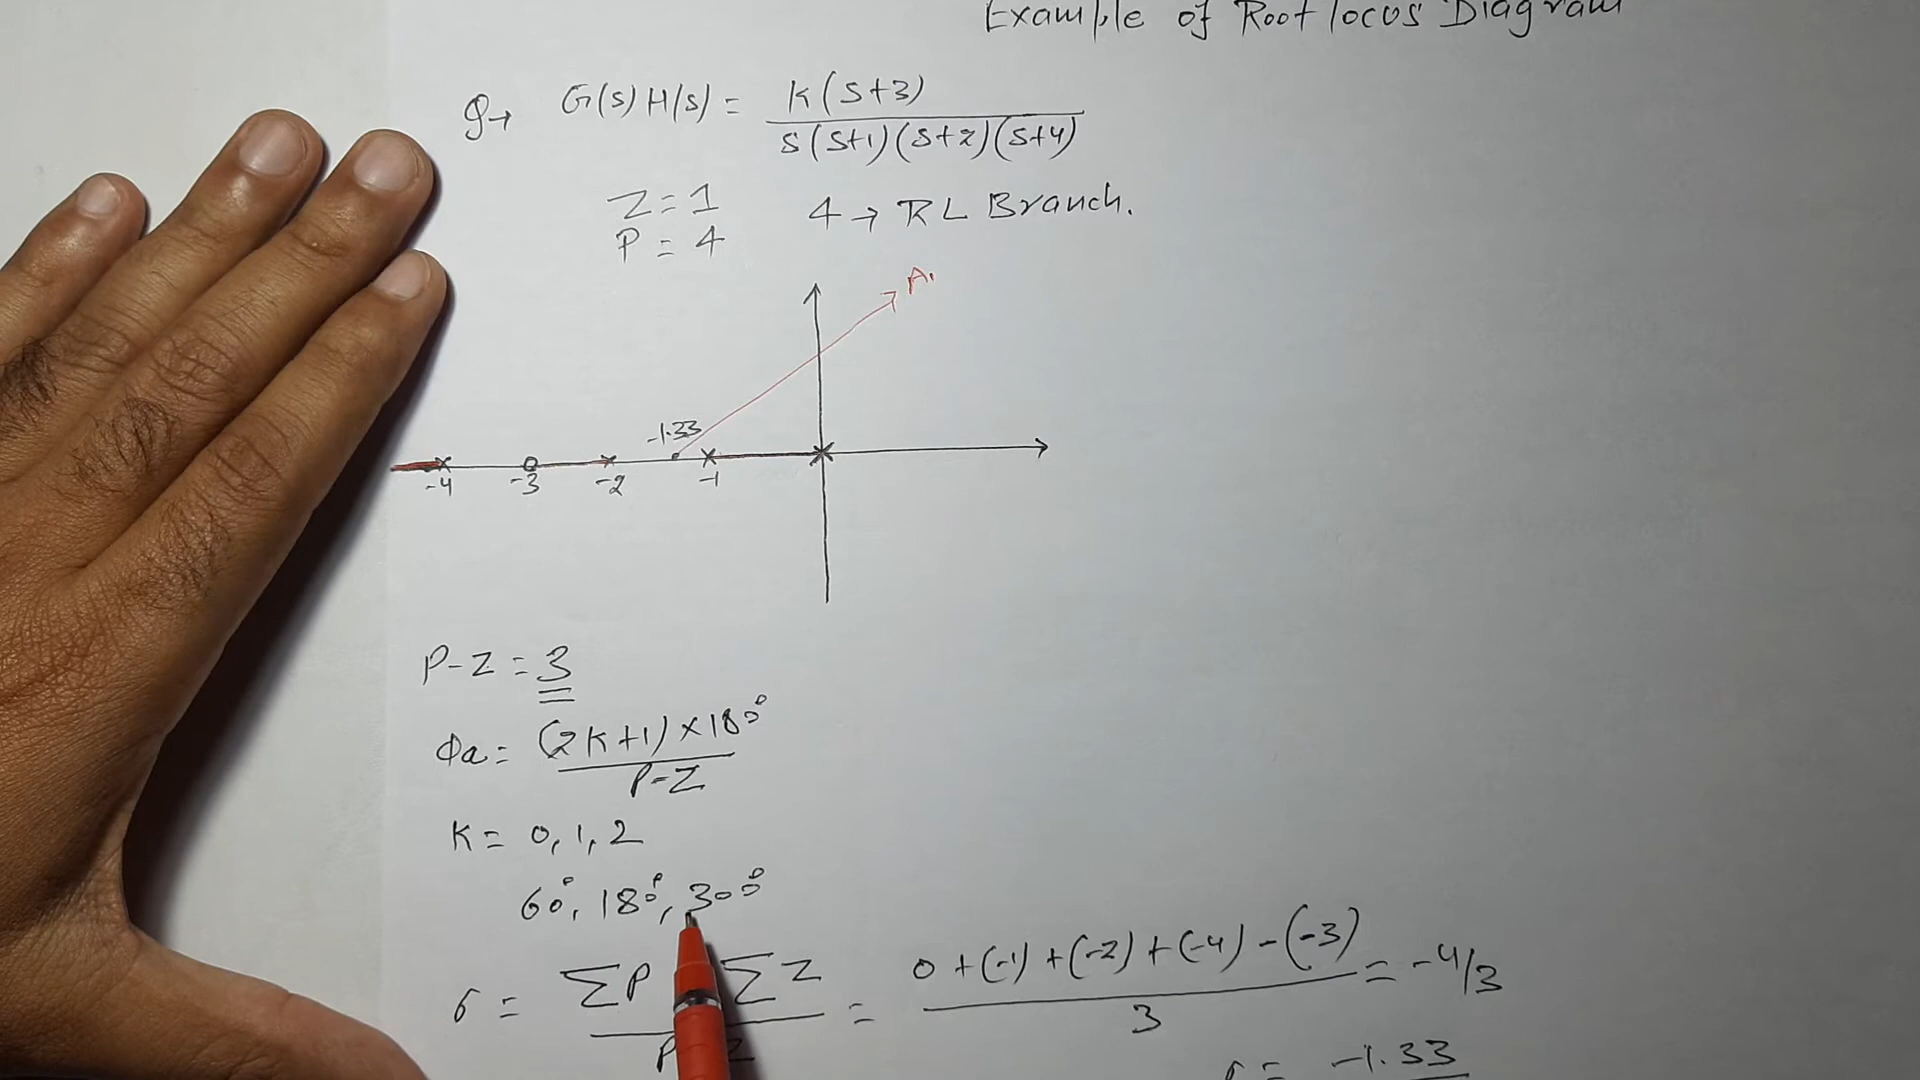 Example of Root locus Diagram
Q→ G(s)H(s) = K(s+3) / s(s+1)(s+2)(s+4)
Z = 1
P = 4
4 → RL Branch.
A.
-1.33
-4 -3 -2 -1
P-Z = 3
Φa = (2K+1)×180° / P-Z
K = 0, 1, 2
60°, 180°, 300°
σ = ΣP ΣZ / P Z = 0+(-1)+(-2)+(-4)-(-3) / 3 = -4/3
σ = -1.33